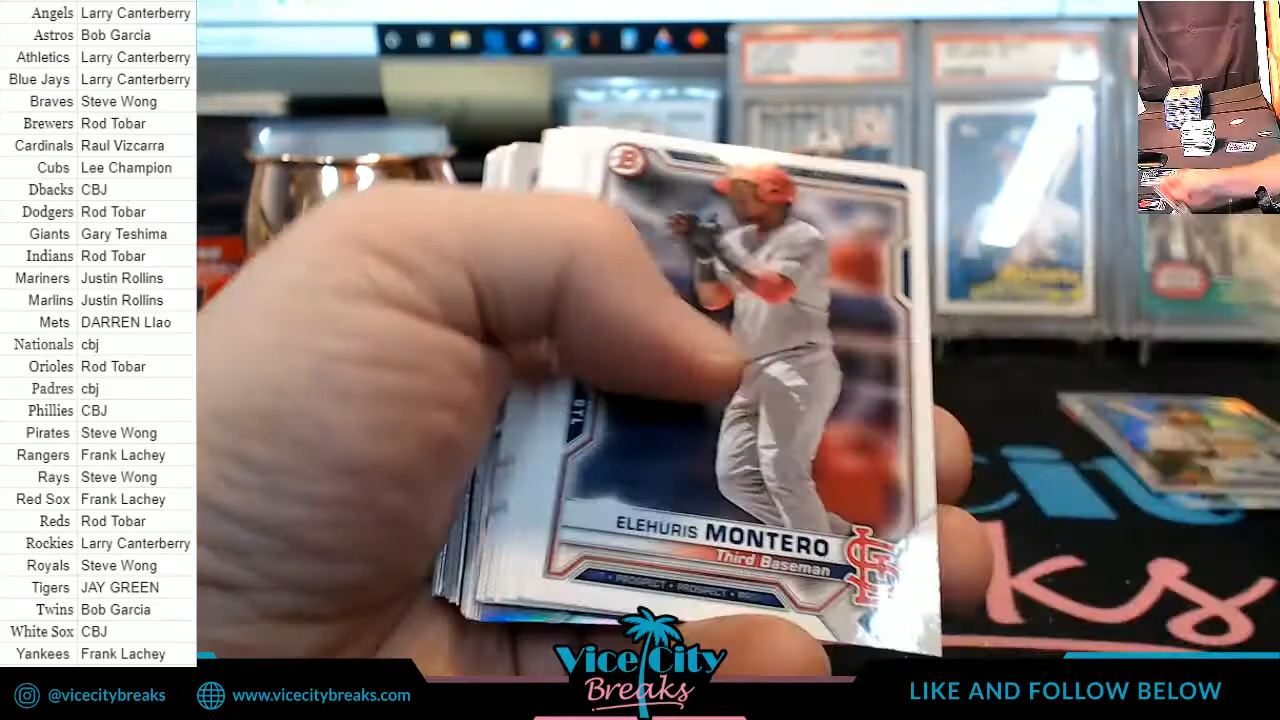 Angels Larry Canterberry
Astros Bob Garcia
Athletics Larry Canterberry
Blue Jays Larry Canterberry
Braves Steve Wong
Brewers Rod Tobar
Cardinals Raul Vizcarra
Cubs Lee Champion
Dbacks CBJ
Dodgers Rod Tobar
Giants Gary Teshima
Indians Rod Tobar
Mariners Justin Rollins
Marlins Justin Rollins
Mets DARREN LIao
Nationals cbj
Orioles Rod Tobar
Padres cbj
Phillies CBJ
Pirates Steve Wong
Rangers Frank Lachey
Rays Steve Wong
Red Sox Frank Lachey
Reds Rod Tobar
Rockies Larry Canterberry
Royals Steve Wong
Tigers JAY GREEN
Twins Bob Garcia
White Sox CBJ
Yankees Frank Lachey
B
STL
ELEHURIS MONTERO
Third Baseman
PROSPECT • PROSPECT •
Vice City
Breaks
@vicecitybreaks
www.vicecitybreaks.com
LIKE AND FOLLOW BELOW